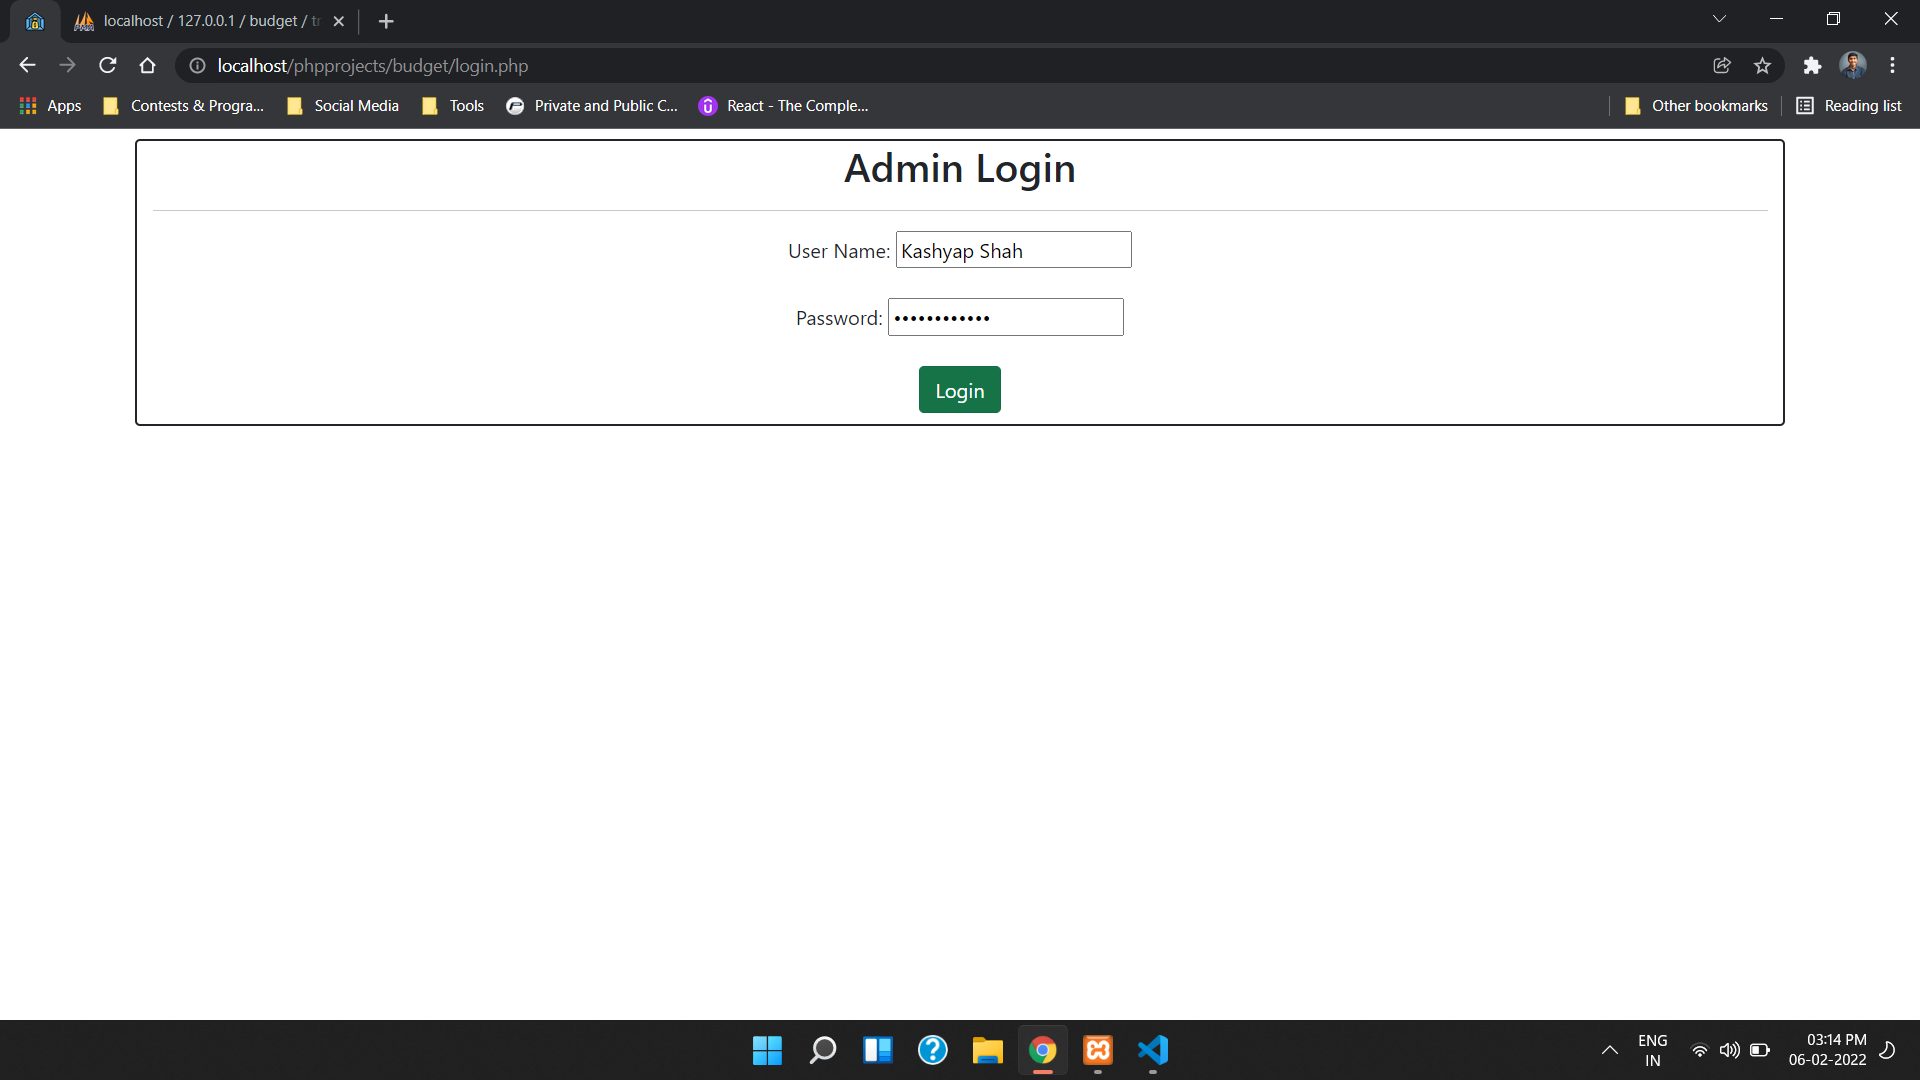 localhost / 127.0.0.1 / budget / tr
localhost/phpprojects/budget/login.php
Apps Contests & Progra... Social Media Tools Private and Public C... React - The Comple... Other bookmarks Reading list
Admin Login
User Name: Kashyap Shah
Password: ••••••••••••
Login
ENG 03:14 PM
IN 06-02-2022